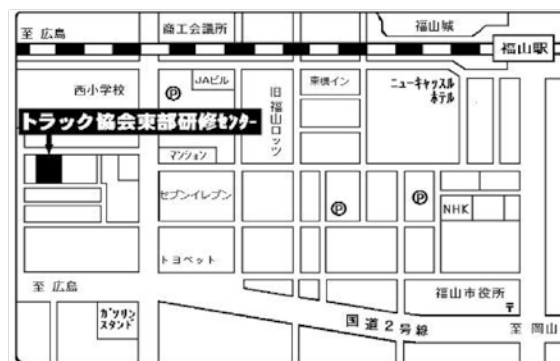 至 広島
商工会議所
福山城
福山駅
西小学校
Ⓟ
JAビル
旧福山ロッツ
東横イン
ニューキャッスル
ホテル
トラック協会東部研修センター
マンション
セブンイレブン
Ⓟ
Ⓟ
NHK
トヨペット
至 広島
ガソリン
スタンド
国道2号線
福山市役所
〒
至 岡山